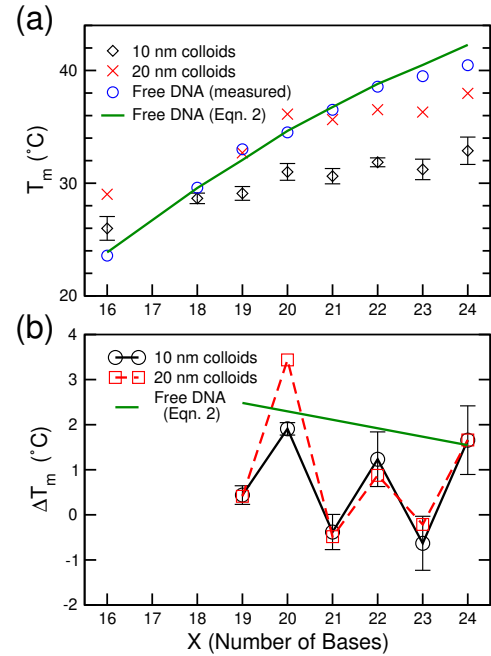 (a)
10 nm colloids
20 nm colloids
Free DNA (measured)
Free DNA (Eqn. 2)
40
30
20
T_m (°C)
16 17 18 19 20 21 22 23 24
(b)
10 nm colloids
20 nm colloids
Free DNA
(Eqn. 2)
4
3
2
1
0
-1
-2
ΔT_m (°C)
16 17 18 19 20 21 22 23 24
X (Number of Bases)